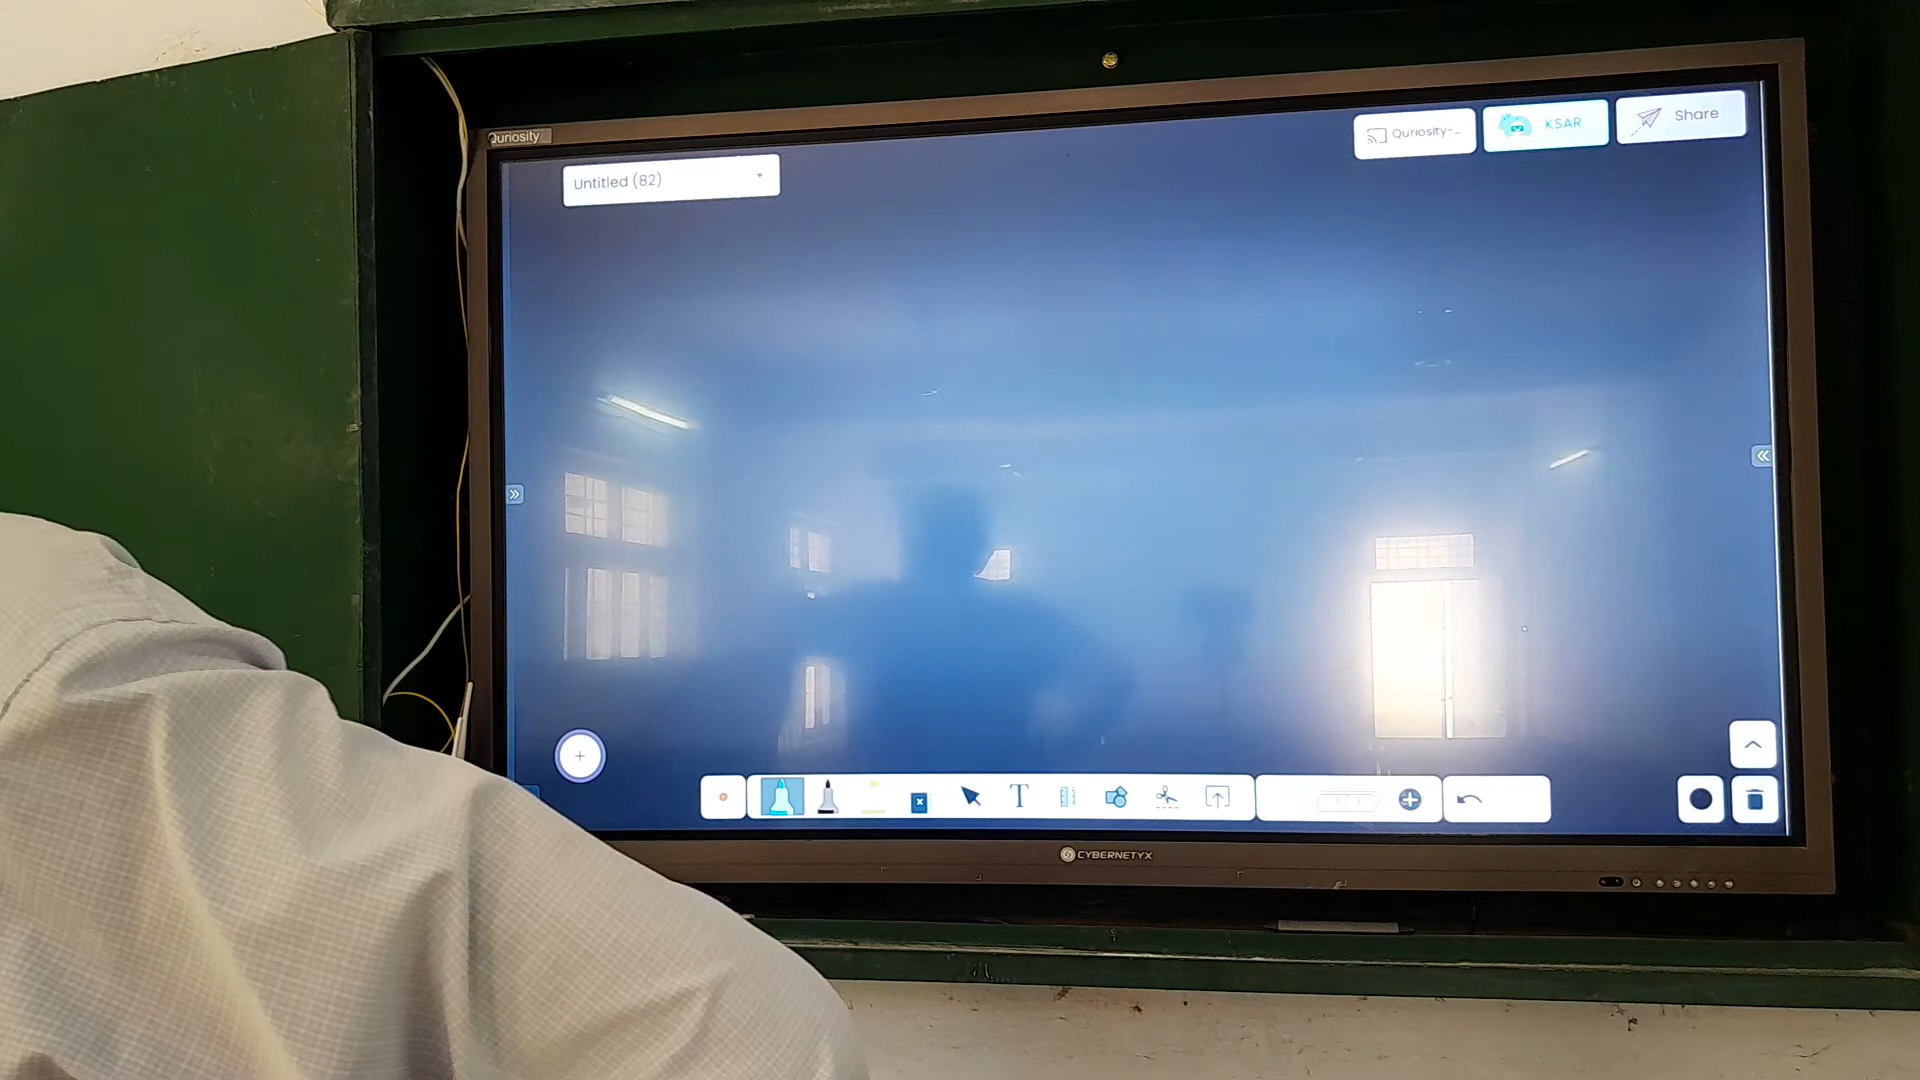 Quriosity
Untitled (82)
Quriosity-...
KSAR
Share
T
CYBERNETYX